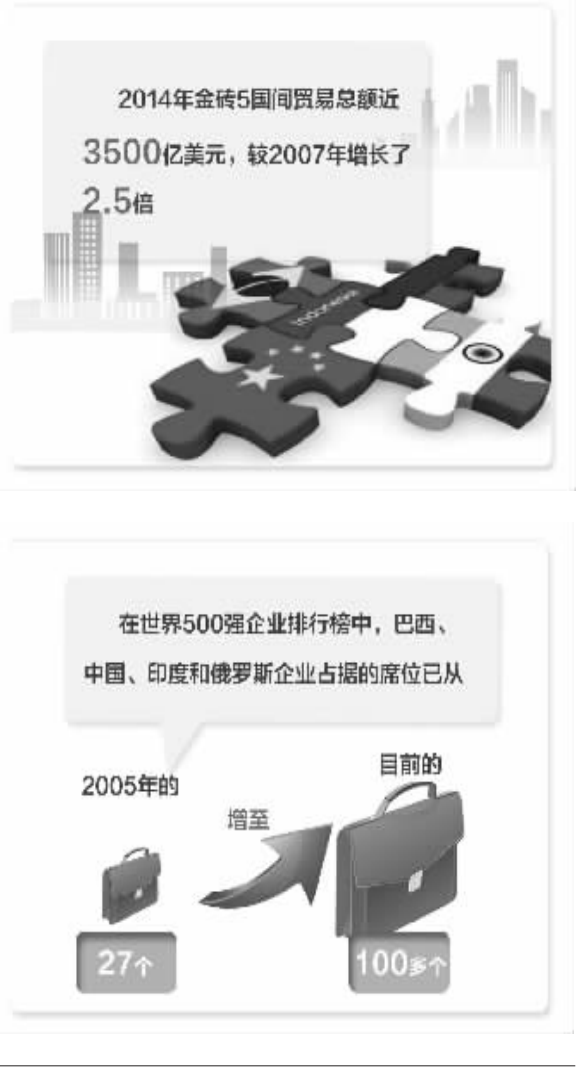 2014年金砖5国间贸易总额近
3500亿美元，较2007年增长了
2.5倍
Indonesia
在世界500强企业排行榜中，巴西、
中国、印度和俄罗斯企业占据的席位已从
目前的
2005年的
增至
27个
100多个